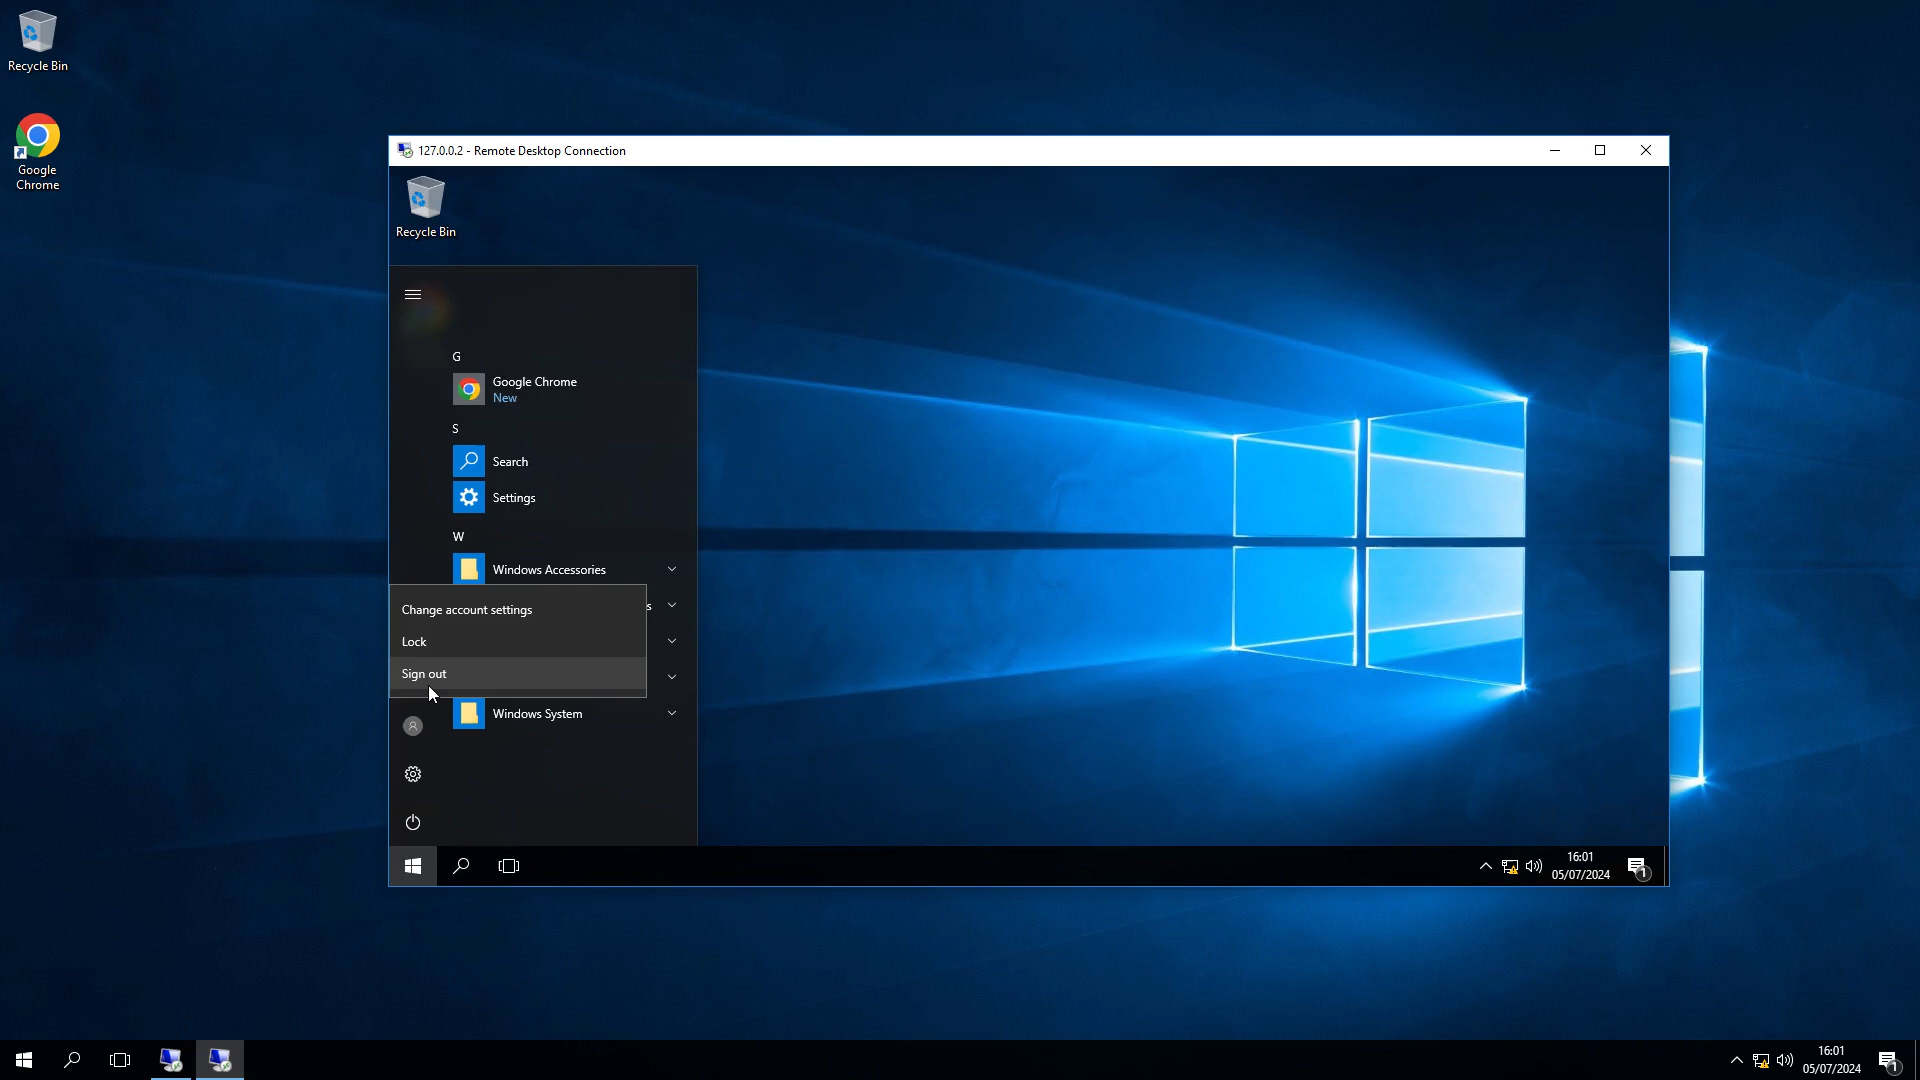 Recycle Bin
Google
Chrome
127.0.0.2 - Remote Desktop Connection
Recycle Bin
G
Google Chrome
New
S
Search
Settings
W
Windows Accessories
Change account settings
s
Lock
Sign out
Windows System
16:01
05/07/2024
1
16:01
05/07/2024
1